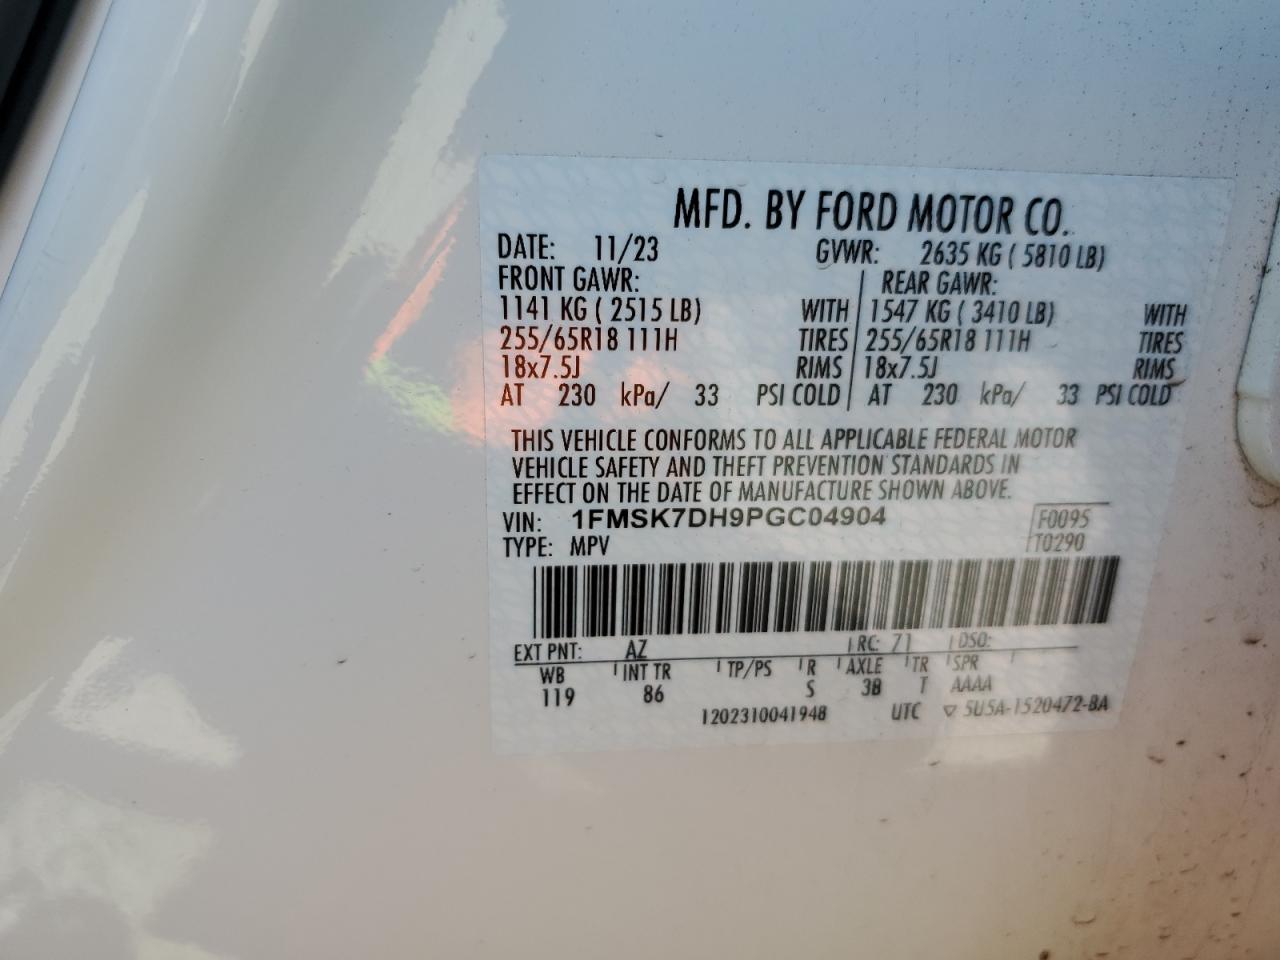 MFD. BY FORD MOTOR CO.
DATE: 11/23 GVWR: 2635 KG ( 5810 LB)
FRONT GAWR: REAR GAWR:
1141 KG ( 2515 LB) WITH 1547 KG ( 3410 LB) WITH
255/65R18 111H TIRES 255/65R18 111H TIRES
18x7.5J RIMS 18x7.5J RIMS
AT 230 kPa/ 33 PSI COLD AT 230 kPa/ 33 PSI COLD
THIS VEHICLE CONFORMS TO ALL APPLICABLE FEDERAL MOTOR
VEHICLE SAFETY AND THEFT PREVENTION STANDARDS IN
EFFECT ON THE DATE OF MANUFACTURE SHOWN ABOVE.
VIN: 1FMSK7DH9PGC04904 F0095
TYPE: MPV T0290
EXT PNT: AZ RC: 71 DSO:
WB INT TR TP/PS R AXLE TR SPR
119 86 S 3B T AAAA
1202310041948 UTC ▽ 5U5A-1520472-BA